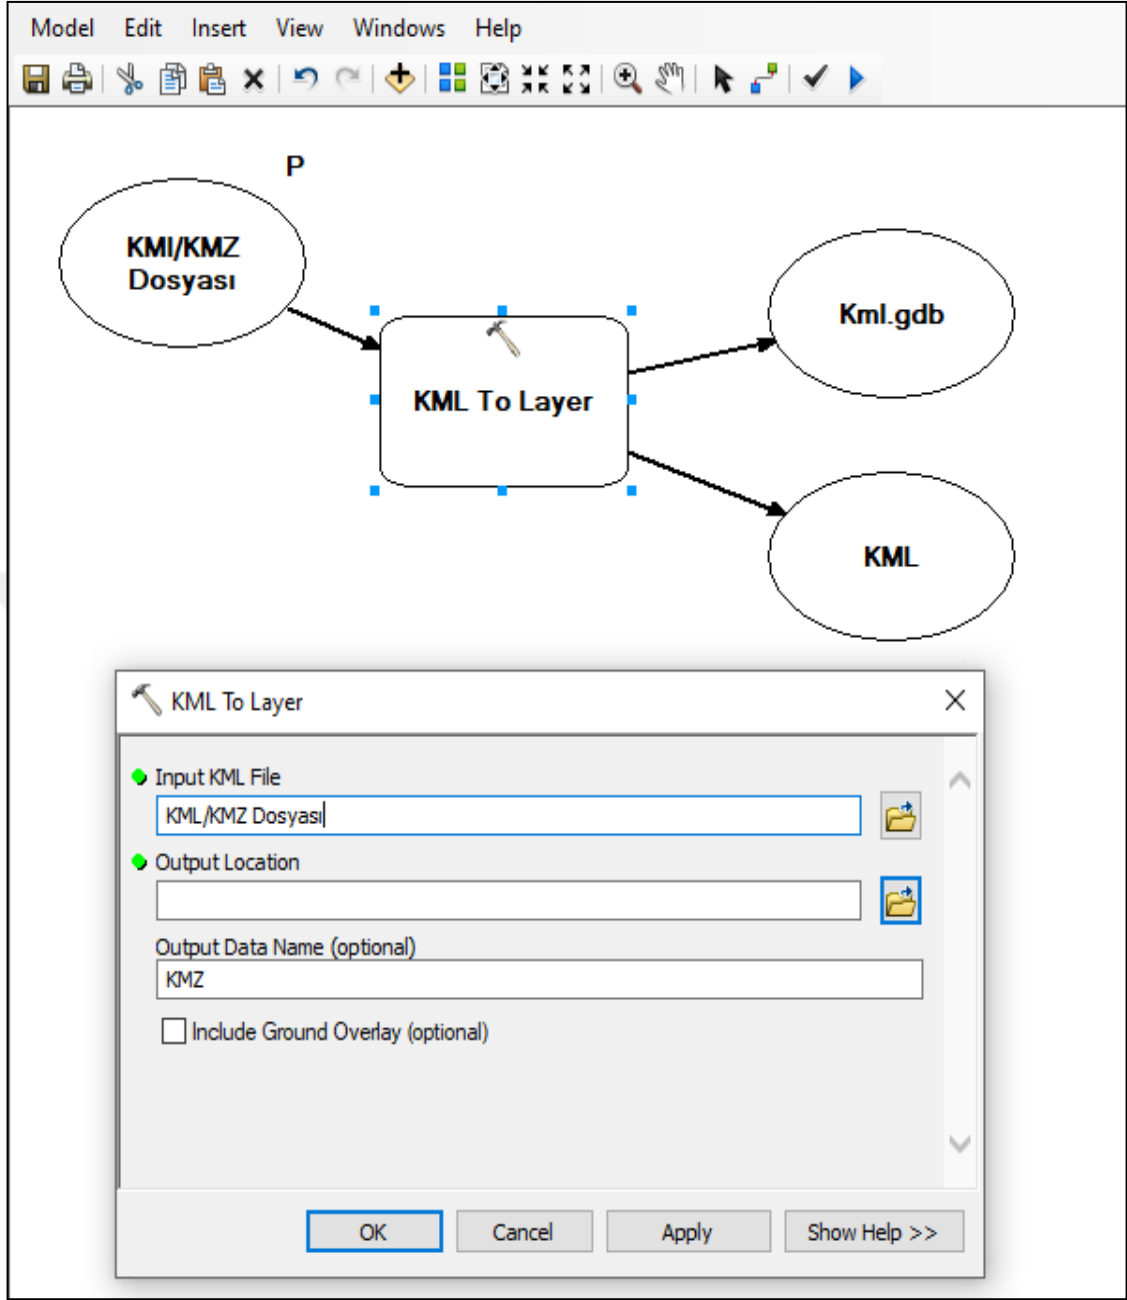 Model Edit Insert View Windows Help
P
KMl/KMZ
Dosyası
Kml.gdb
KML To Layer
KML
KML To Layer
Input KML File
KML/KMZ Dosyası
Output Location
Output Data Name (optional)
KMZ
Include Ground Overlay (optional)
OK Cancel Apply Show Help >>